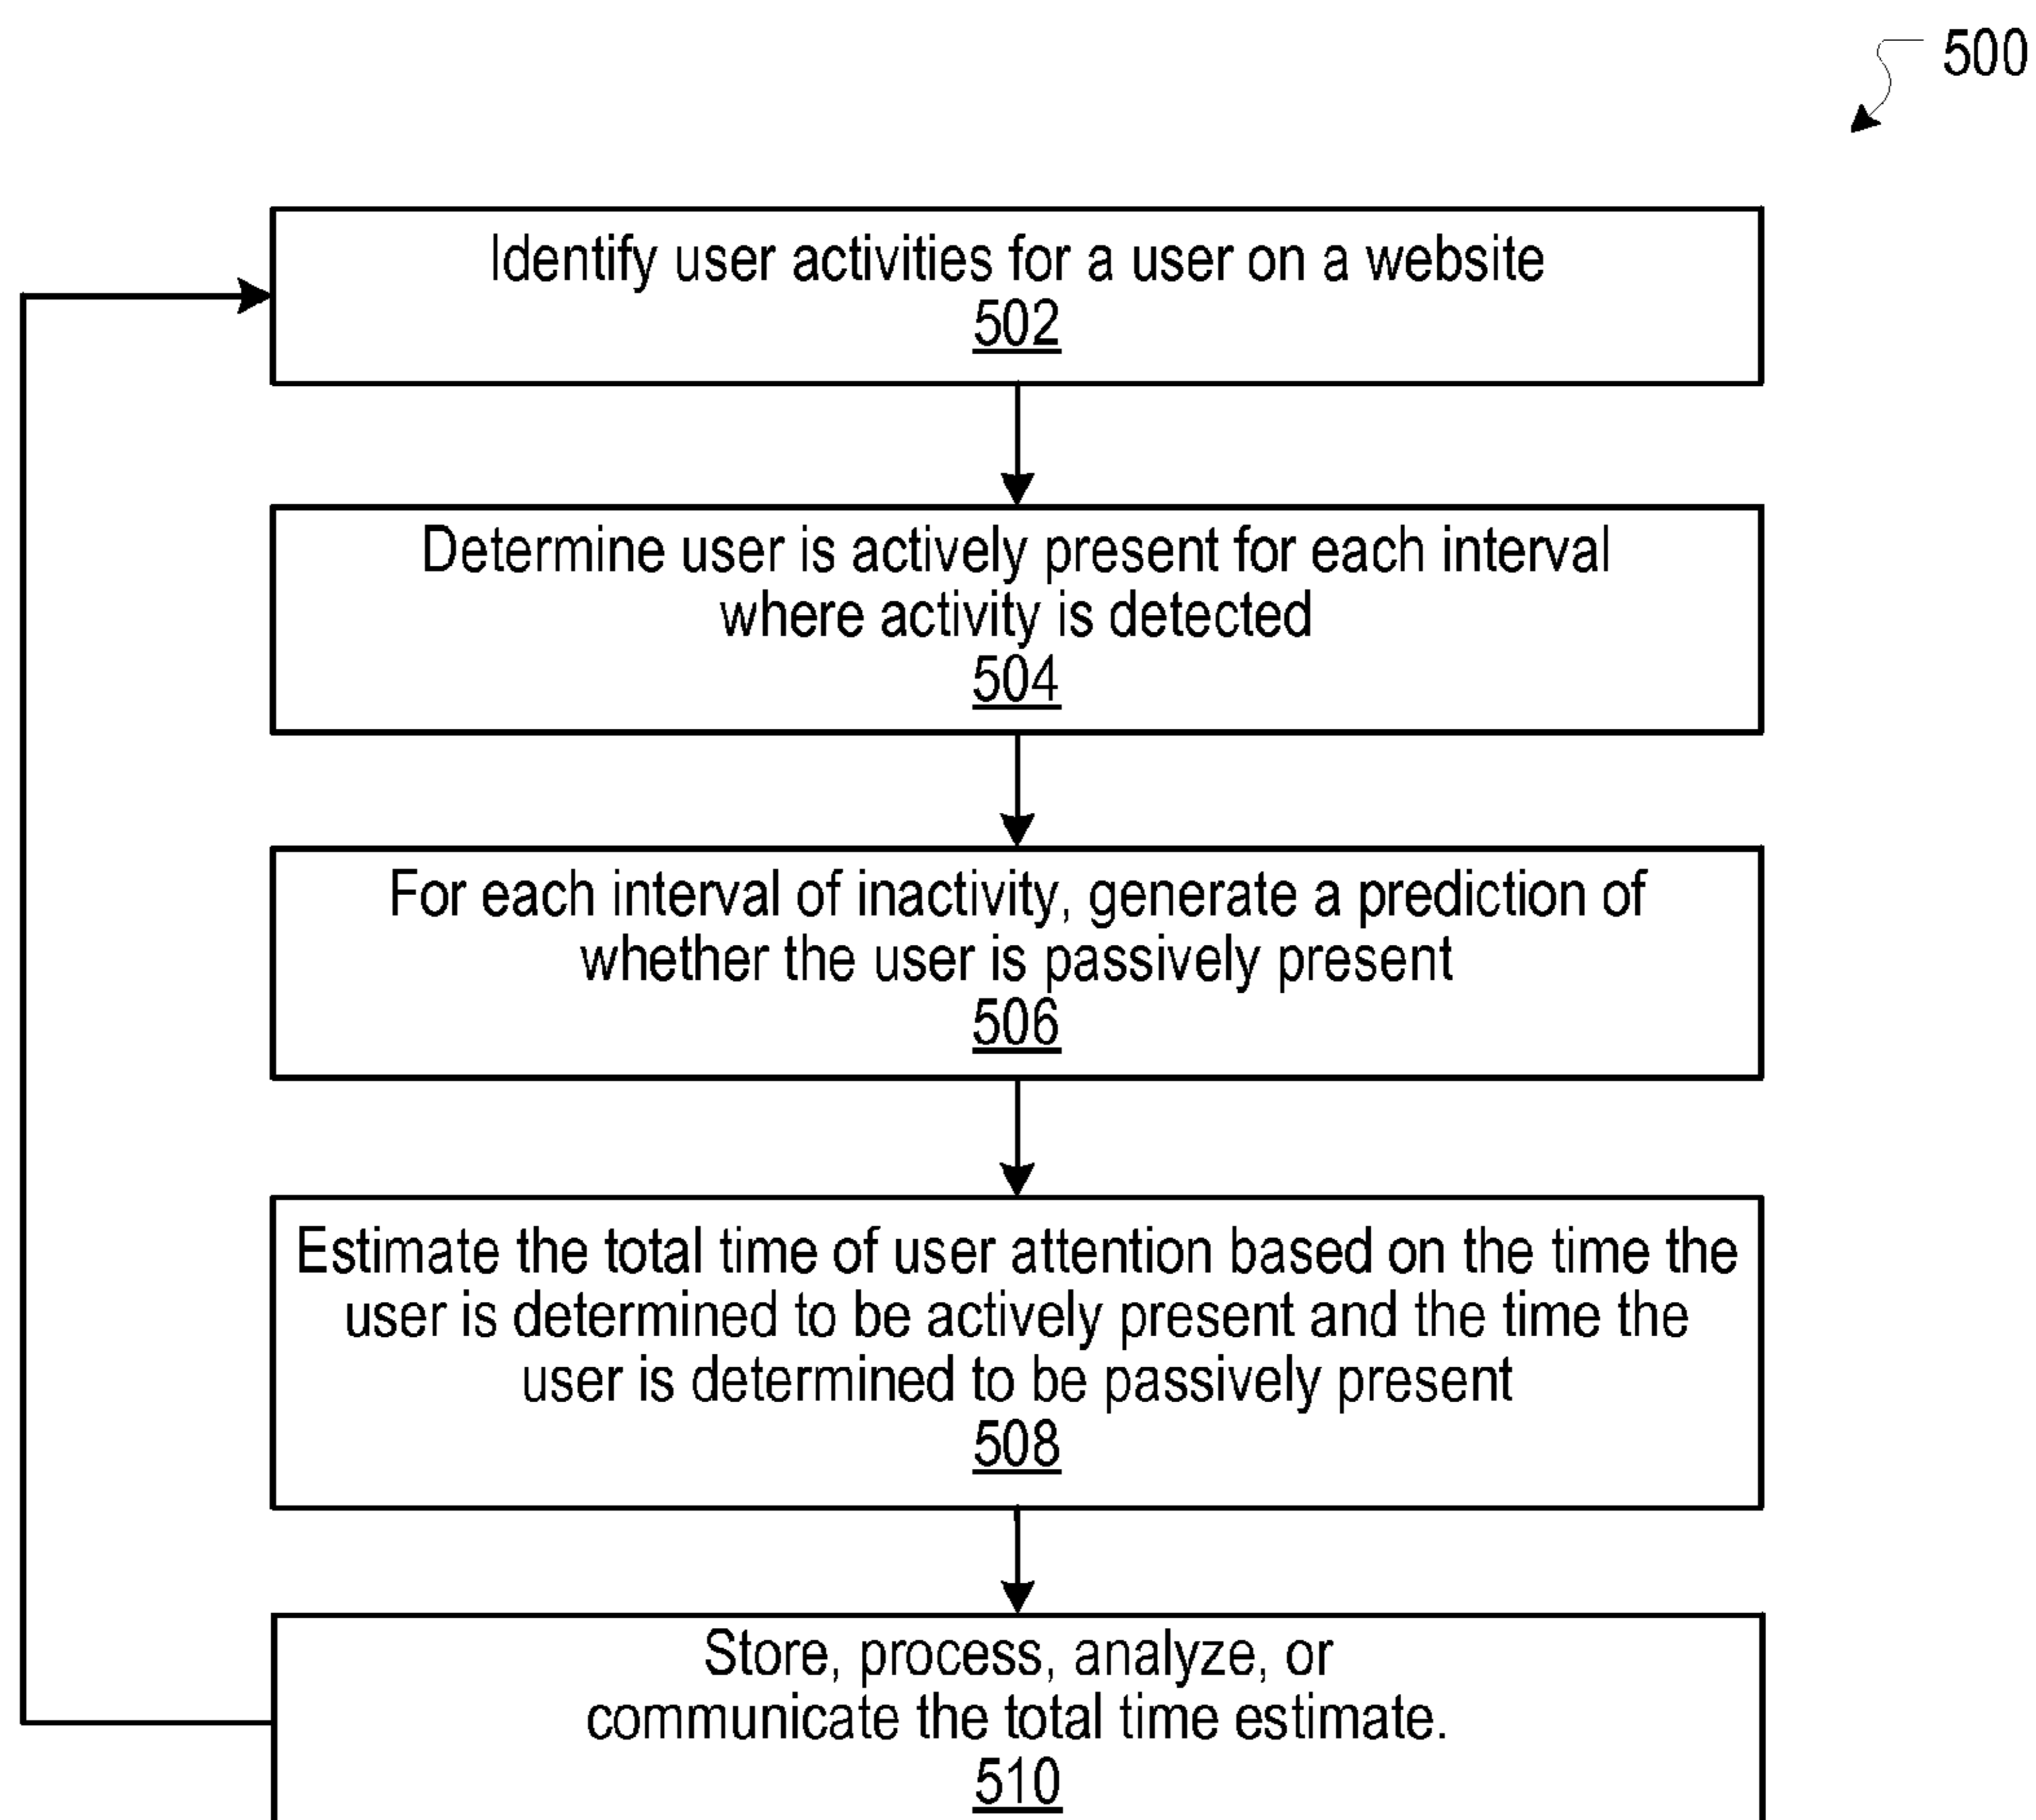 500
Identify user activities for a user on a website
502
Determine user is actively present for each interval
where activity is detected
504
For each interval of inactivity, generate a prediction of
whether the user is passively present
506
Estimate the total time of user attention based on the time the
user is determined to be actively present and the time the
user is determined to be passively present
508
Store, process, analyze, or
communicate the total time estimate.
510